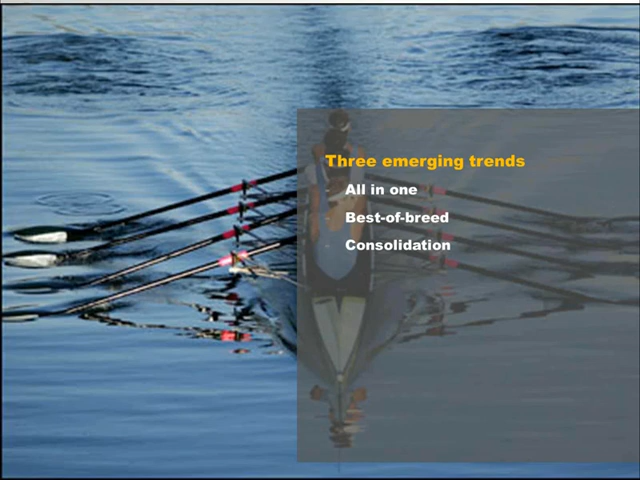 Three emerging trends
All in one
Best-of-breed
Consolidation